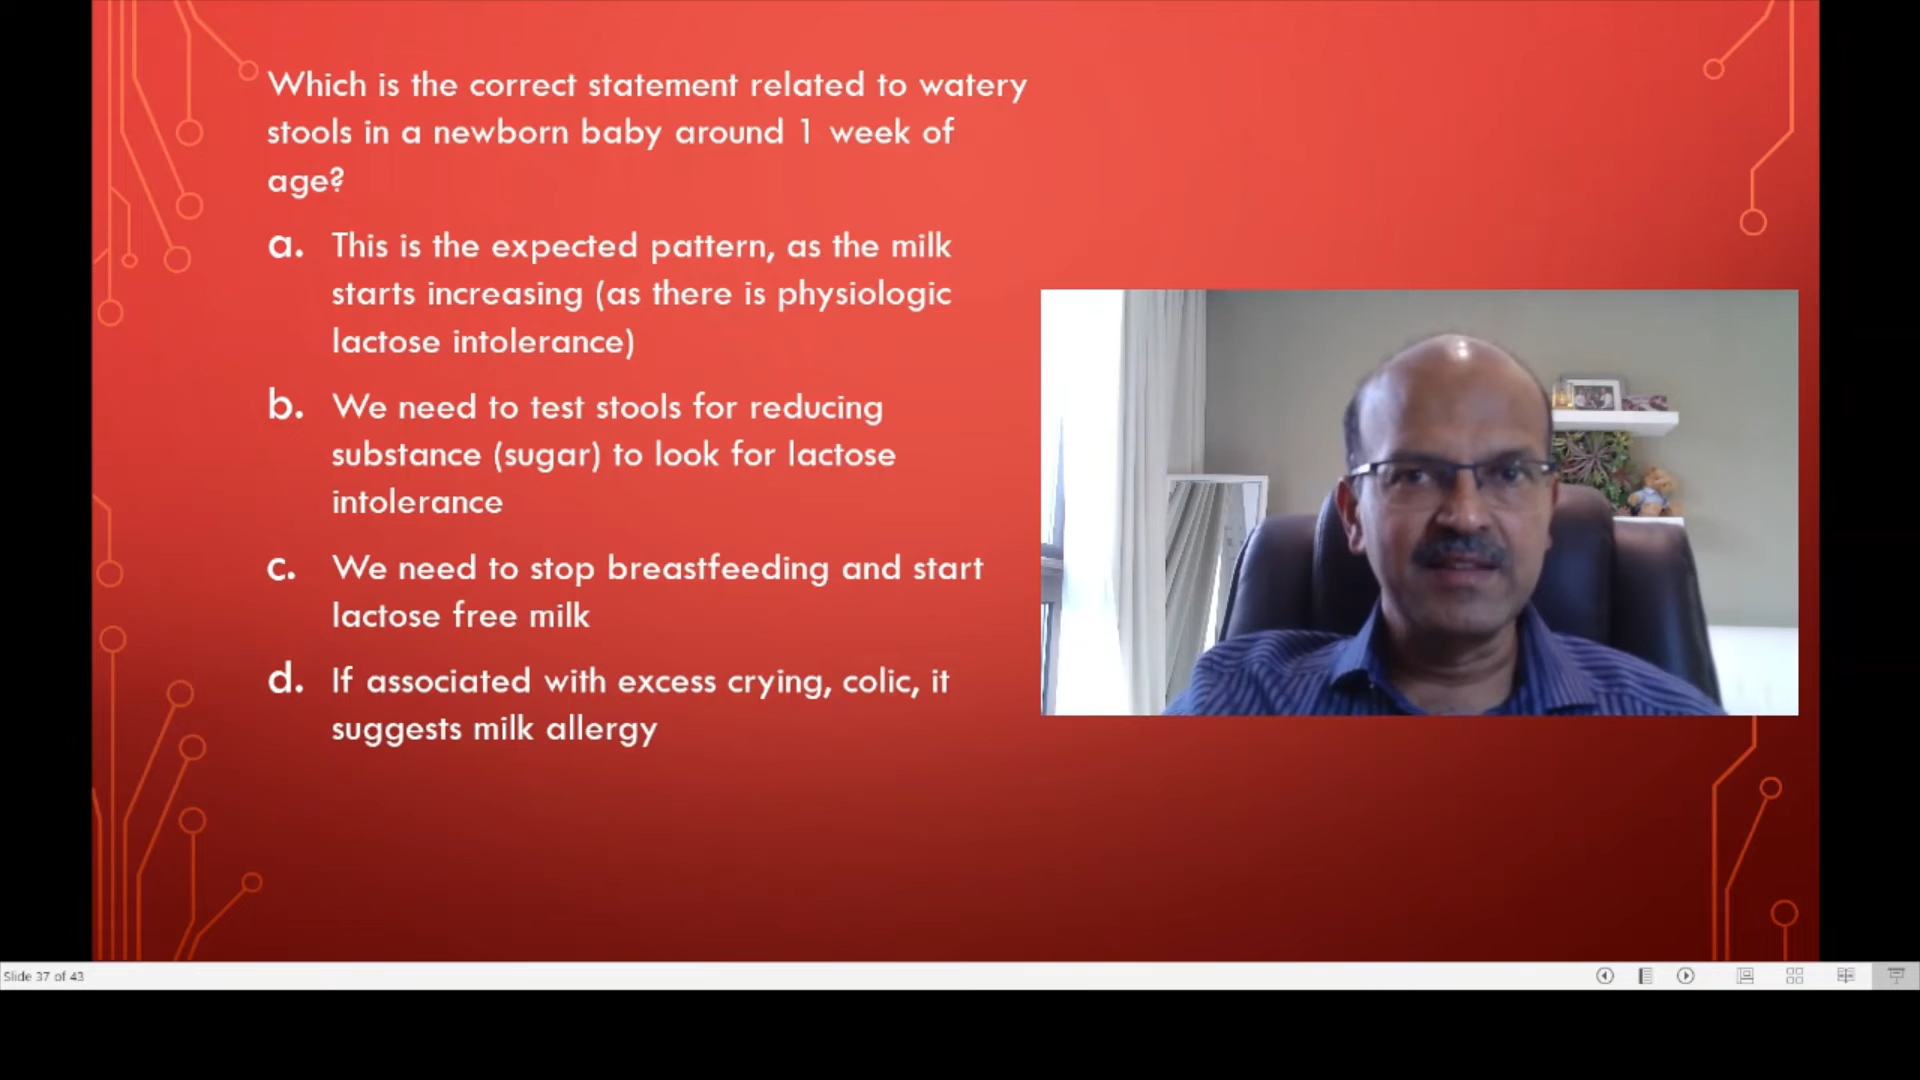 Which is the correct statement related to watery
stools in a newborn baby around 1 week of
age?
a. This is the expected pattern, as the milk
starts increasing (as there is physiologic
lactose intolerance)
b. We need to test stools for reducing
substance (sugar) to look for lactose
intolerance
c. We need to stop breastfeeding and start
lactose free milk
d. If associated with excess crying, colic, it
suggests milk allergy
Slide 37 of 43